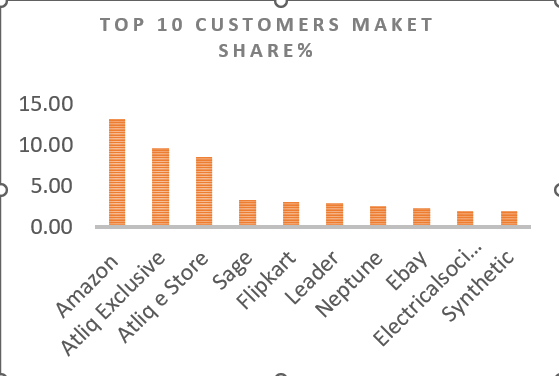 TOP 10 CUSTOMERS MAKET
SHARE%
15.00
10.00
5.00
0.00
Amazon
Atliq Exclusive
Atliq e Store
Sage
Flipkart
Leader
Neptune
Ebay
Electricalsoci...
Synthetic